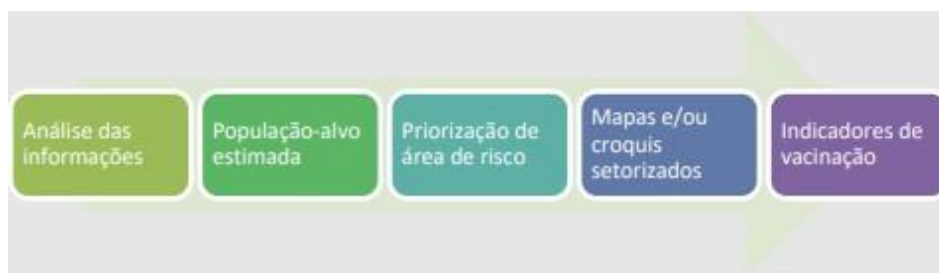 Análise das
informações
População-alvo
estimada
Priorização de
área de risco
Mapas e/ou
croquis
setorizados
Indicadores de
vacinação